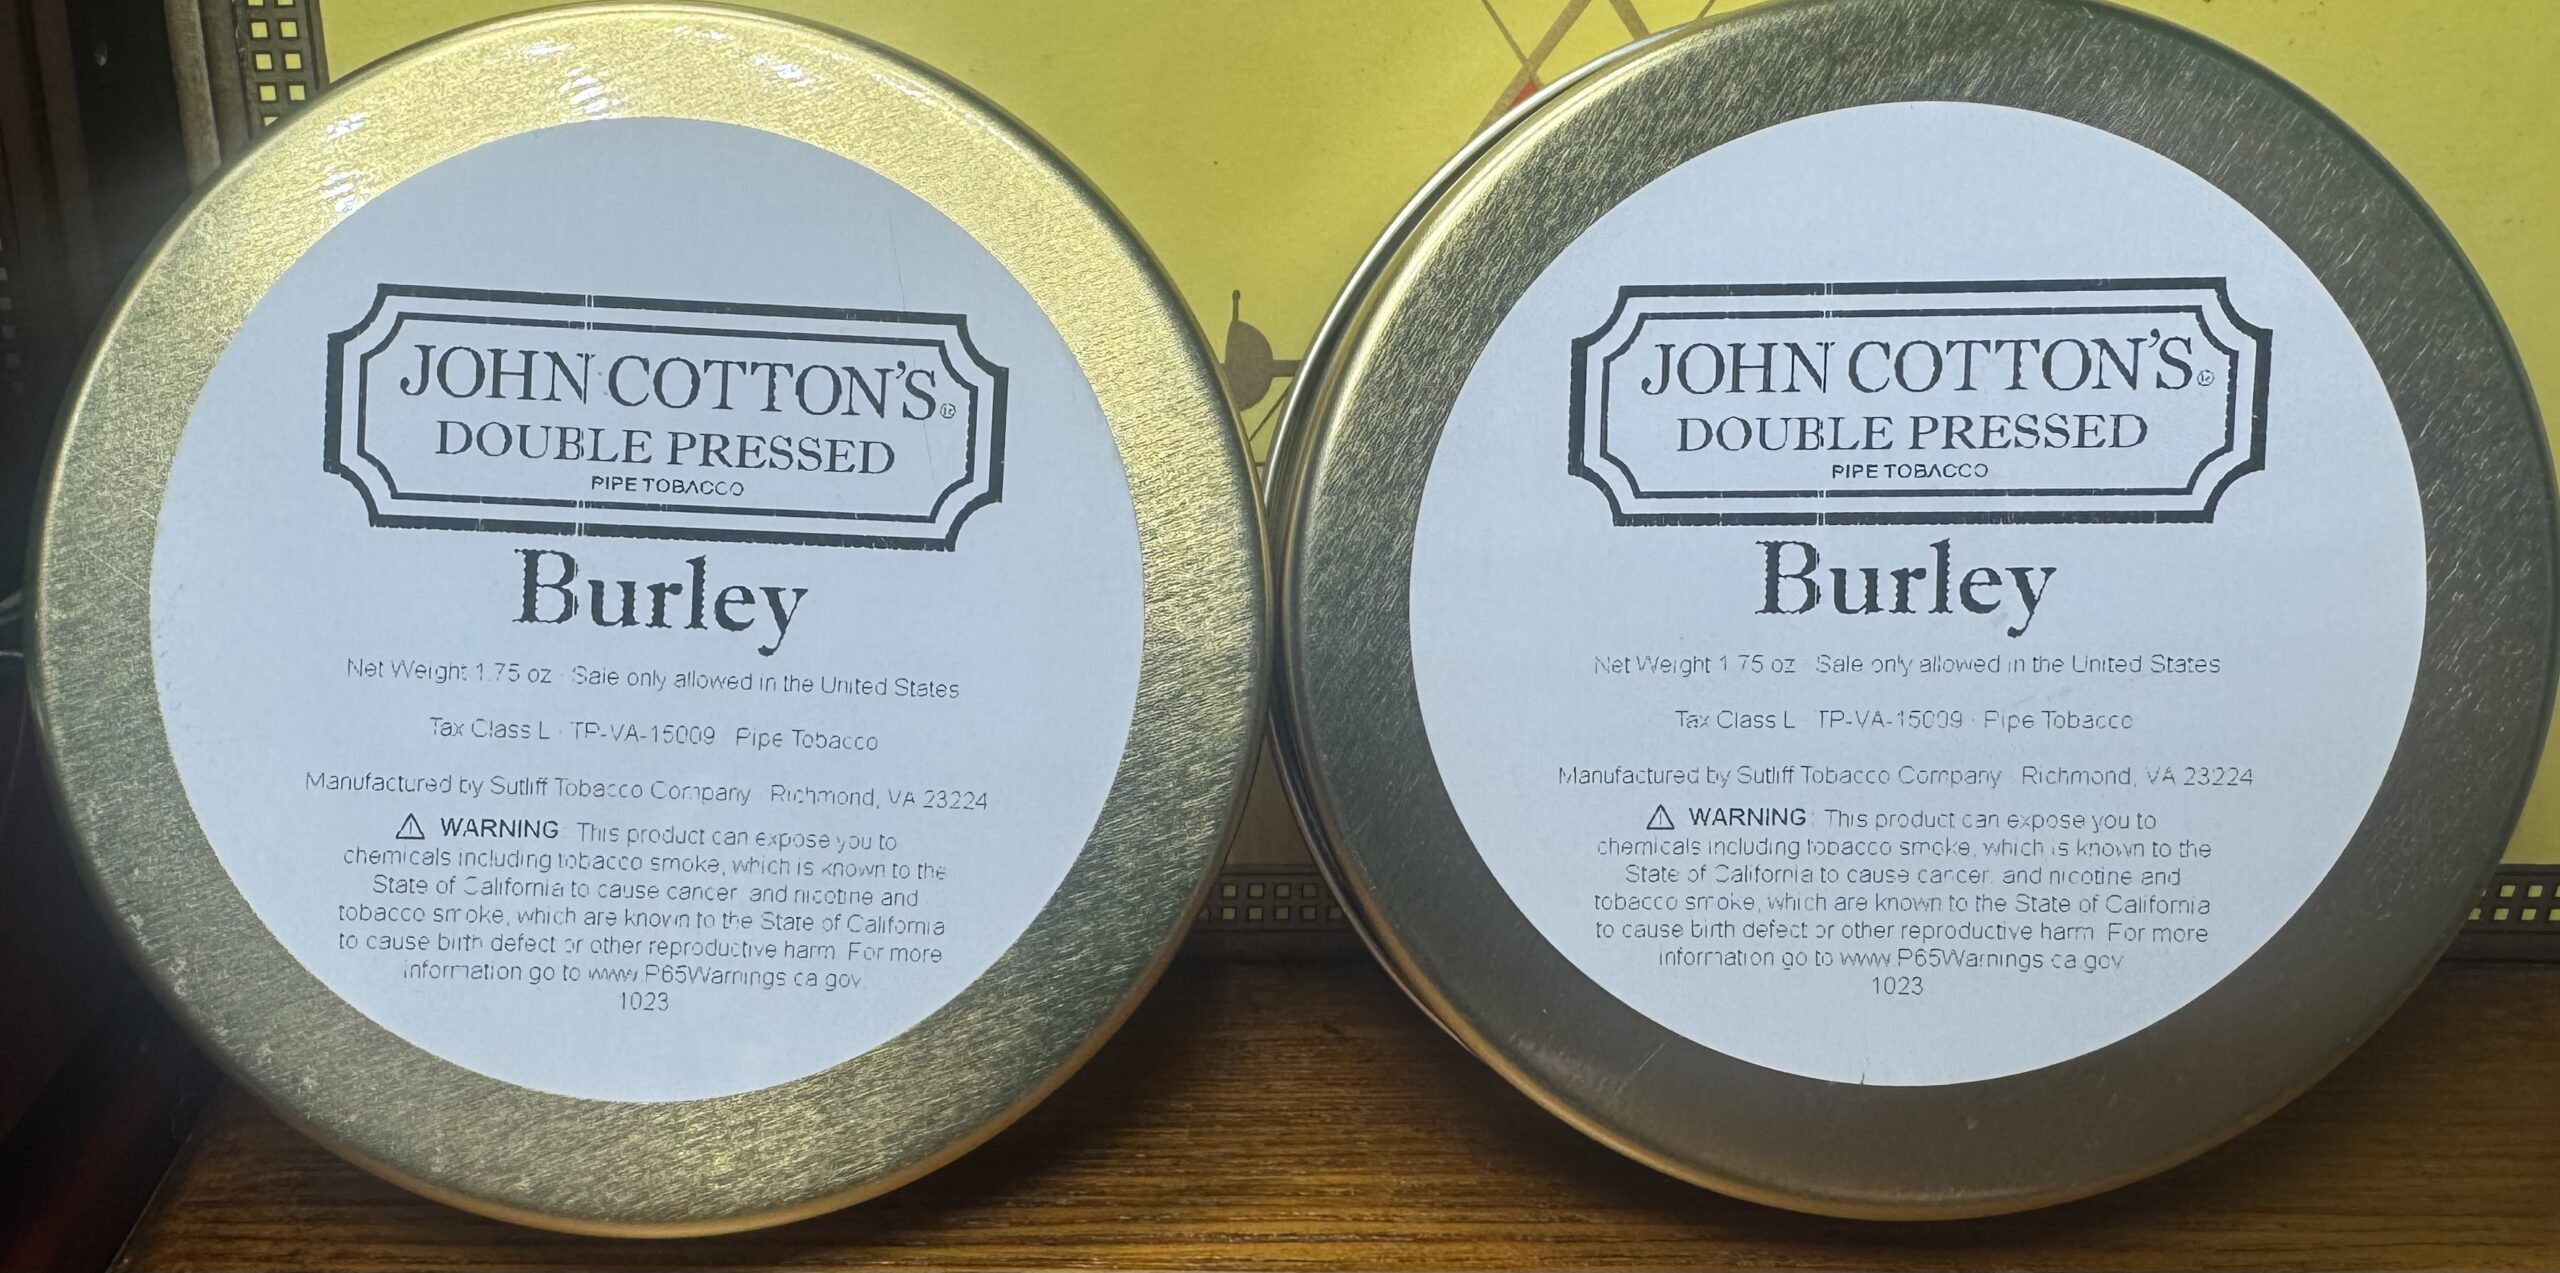 JOHN COTTON'S®
DOUBLE PRESSED
PIPE TOBACCO
Burley
Net Weight 1.75 oz · Sale only allowed in the United States
Tax Class L · TP-VA-15009 · Pipe Tobacco
Manufactured by Sutliff Tobacco Company · Richmond, VA 23224
⚠ WARNING: This product can expose you to
chemicals including tobacco smoke, which is known to the
State of California to cause cancer, and nicotine and
tobacco smoke, which are known to the State of California
to cause birth defect or other reproductive harm. For more
information go to www.P65Warnings.ca.gov.
1023
JOHN COTTON'S®
DOUBLE PRESSED
PIPE TOBACCO
Burley
Net Weight 1.75 oz · Sale only allowed in the United States
Tax Class L · TP-VA-15009 · Pipe Tobacco
Manufactured by Sutliff Tobacco Company · Richmond, VA 23224
⚠ WARNING: This product can expose you to
chemicals including tobacco smoke, which is known to the
State of California to cause cancer, and nicotine and
tobacco smoke, which are known to the State of California
to cause birth defect or other reproductive harm. For more
information go to www.P65Warnings.ca.gov.
1023